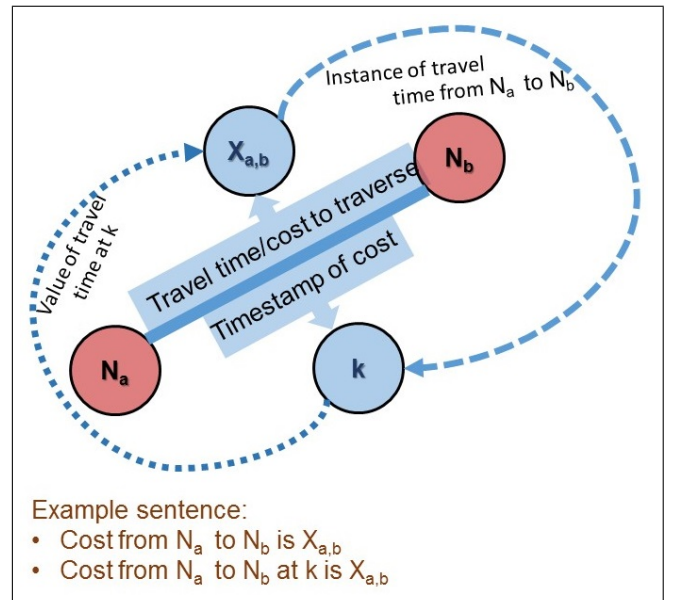 Instance of travel
time from Na to Nb
Xa,b
Nb
Travel time/cost to traverse
Value of travel
time at k
Timestamp of cost
Na
k
Example sentence:
• Cost from Na to Nb is Xa,b
• Cost from Na to Nb at k is Xa,b